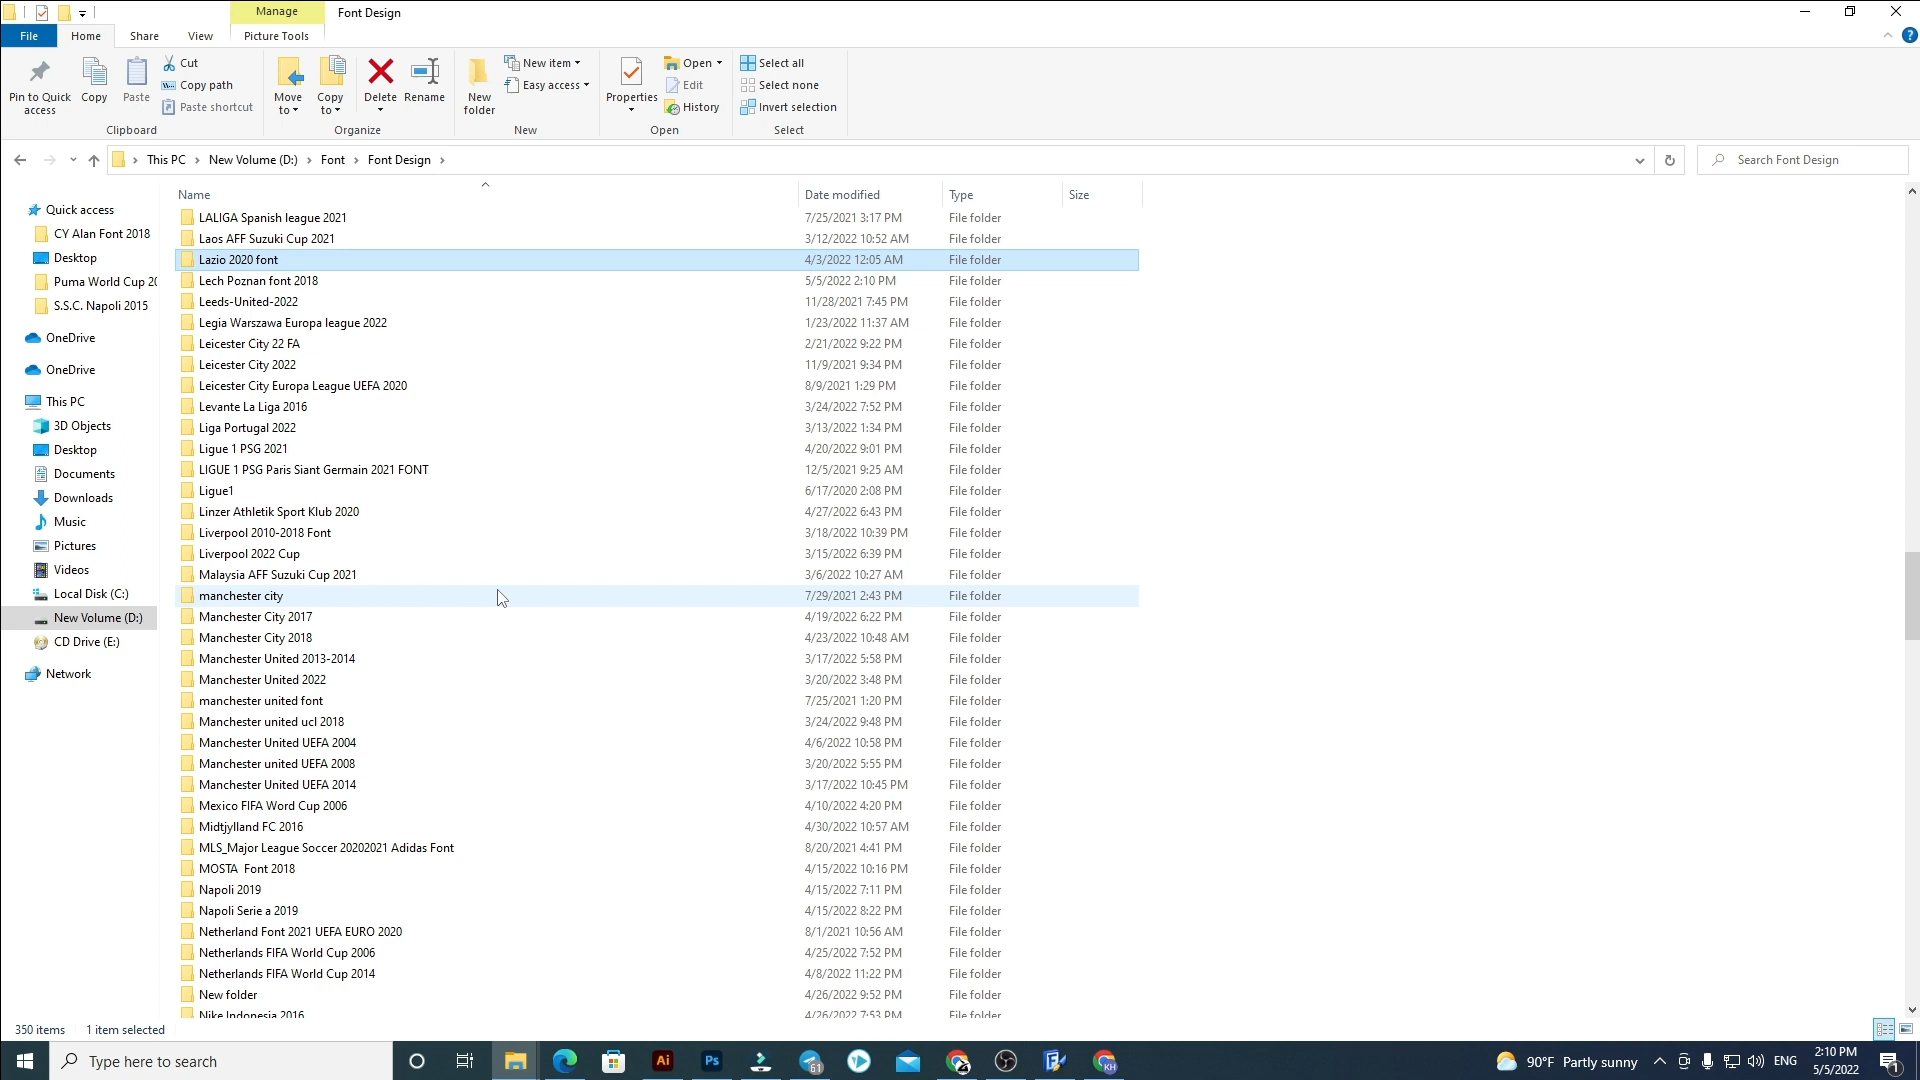 Manage
Font Design
File
Home
Share
View
Picture Tools
Pin to Quick access
Copy
Paste
Cut
Copy path
Paste shortcut
Clipboard
Move to
Copy to
Delete
Rename
Organize
New folder
New item
Easy access
New
Properties
Open
Edit
History
Open
Select all
Select none
Invert selection
Select
This PC
New Volume (D:)
Font
Font Design
Search Font Design
Name
Date modified
Type
Size
Quick access
CY Alan Font 2018
Desktop
Puma World Cup 20
S.S.C. Napoli 2015
OneDrive
OneDrive
This PC
3D Objects
Desktop
Documents
Downloads
Music
Pictures
Videos
Local Disk (C:)
New Volume (D:)
CD Drive (E:)
Network
LALIGA Spanish league 2021 7/25/2021 3:17 PM File folder
Laos AFF Suzuki Cup 2021 3/12/2022 10:52 AM File folder
Lazio 2020 font 4/3/2022 12:05 AM File folder
Lech Poznan font 2018 5/5/2022 2:10 PM File folder
Leeds-United-2022 11/28/2021 7:45 PM File folder
Legia Warszawa Europa league 2022 1/23/2022 11:37 AM File folder
Leicester City 22 FA 2/21/2022 9:22 PM File folder
Leicester City 2022 11/9/2021 9:34 PM File folder
Leicester City Europa League UEFA 2020 8/9/2021 1:29 PM File folder
Levante La Liga 2016 3/24/2022 7:52 PM File folder
Liga Portugal 2022 3/13/2022 1:34 PM File folder
Ligue 1 PSG 2021 4/20/2022 9:01 PM File folder
LIGUE 1 PSG Paris Siant Germain 2021 FONT 12/5/2021 9:25 AM File folder
Ligue1 6/17/2020 2:08 PM File folder
Linzer Athletik Sport Klub 2020 4/27/2022 6:43 PM File folder
Liverpool 2010-2018 Font 3/18/2022 10:39 PM File folder
Liverpool 2022 Cup 3/15/2022 6:39 PM File folder
Malaysia AFF Suzuki Cup 2021 3/6/2022 10:27 AM File folder
manchester city 7/29/2021 2:43 PM File folder
Manchester City 2017 4/19/2022 6:22 PM File folder
Manchester City 2018 4/23/2022 10:48 AM File folder
Manchester United 2013-2014 3/17/2022 5:58 PM File folder
Manchester United 2022 3/20/2022 3:48 PM File folder
manchester united font 7/25/2021 1:20 PM File folder
Manchester united ucl 2018 3/24/2022 9:48 PM File folder
Manchester United UEFA 2004 4/6/2022 10:58 PM File folder
Manchester united UEFA 2008 3/20/2022 5:55 PM File folder
Manchester United UEFA 2014 3/17/2022 10:45 PM File folder
Mexico FIFA Word Cup 2006 4/10/2022 4:20 PM File folder
Midtjylland FC 2016 4/30/2022 10:57 AM File folder
MLS_Major League Soccer 20202021 Adidas Font 8/20/2021 4:41 PM File folder
MOSTA  Font 2018 4/15/2022 10:16 PM File folder
Napoli 2019 4/15/2022 7:11 PM File folder
Napoli Serie a 2019 4/15/2022 8:22 PM File folder
Netherland Font 2021 UEFA EURO 2020 8/1/2021 10:56 AM File folder
Netherlands FIFA World Cup 2006 4/25/2022 7:52 PM File folder
Netherlands FIFA World Cup 2014 4/8/2022 11:22 PM File folder
New folder 4/26/2022 9:52 PM File folder
Nike Indonesia 2016 4/26/2022 7:53 PM File folder
350 items
1 item selected
Type here to search
Ai
Ps
61
KH
90°F Partly sunny
ENG
2:10 PM
5/5/2022
1